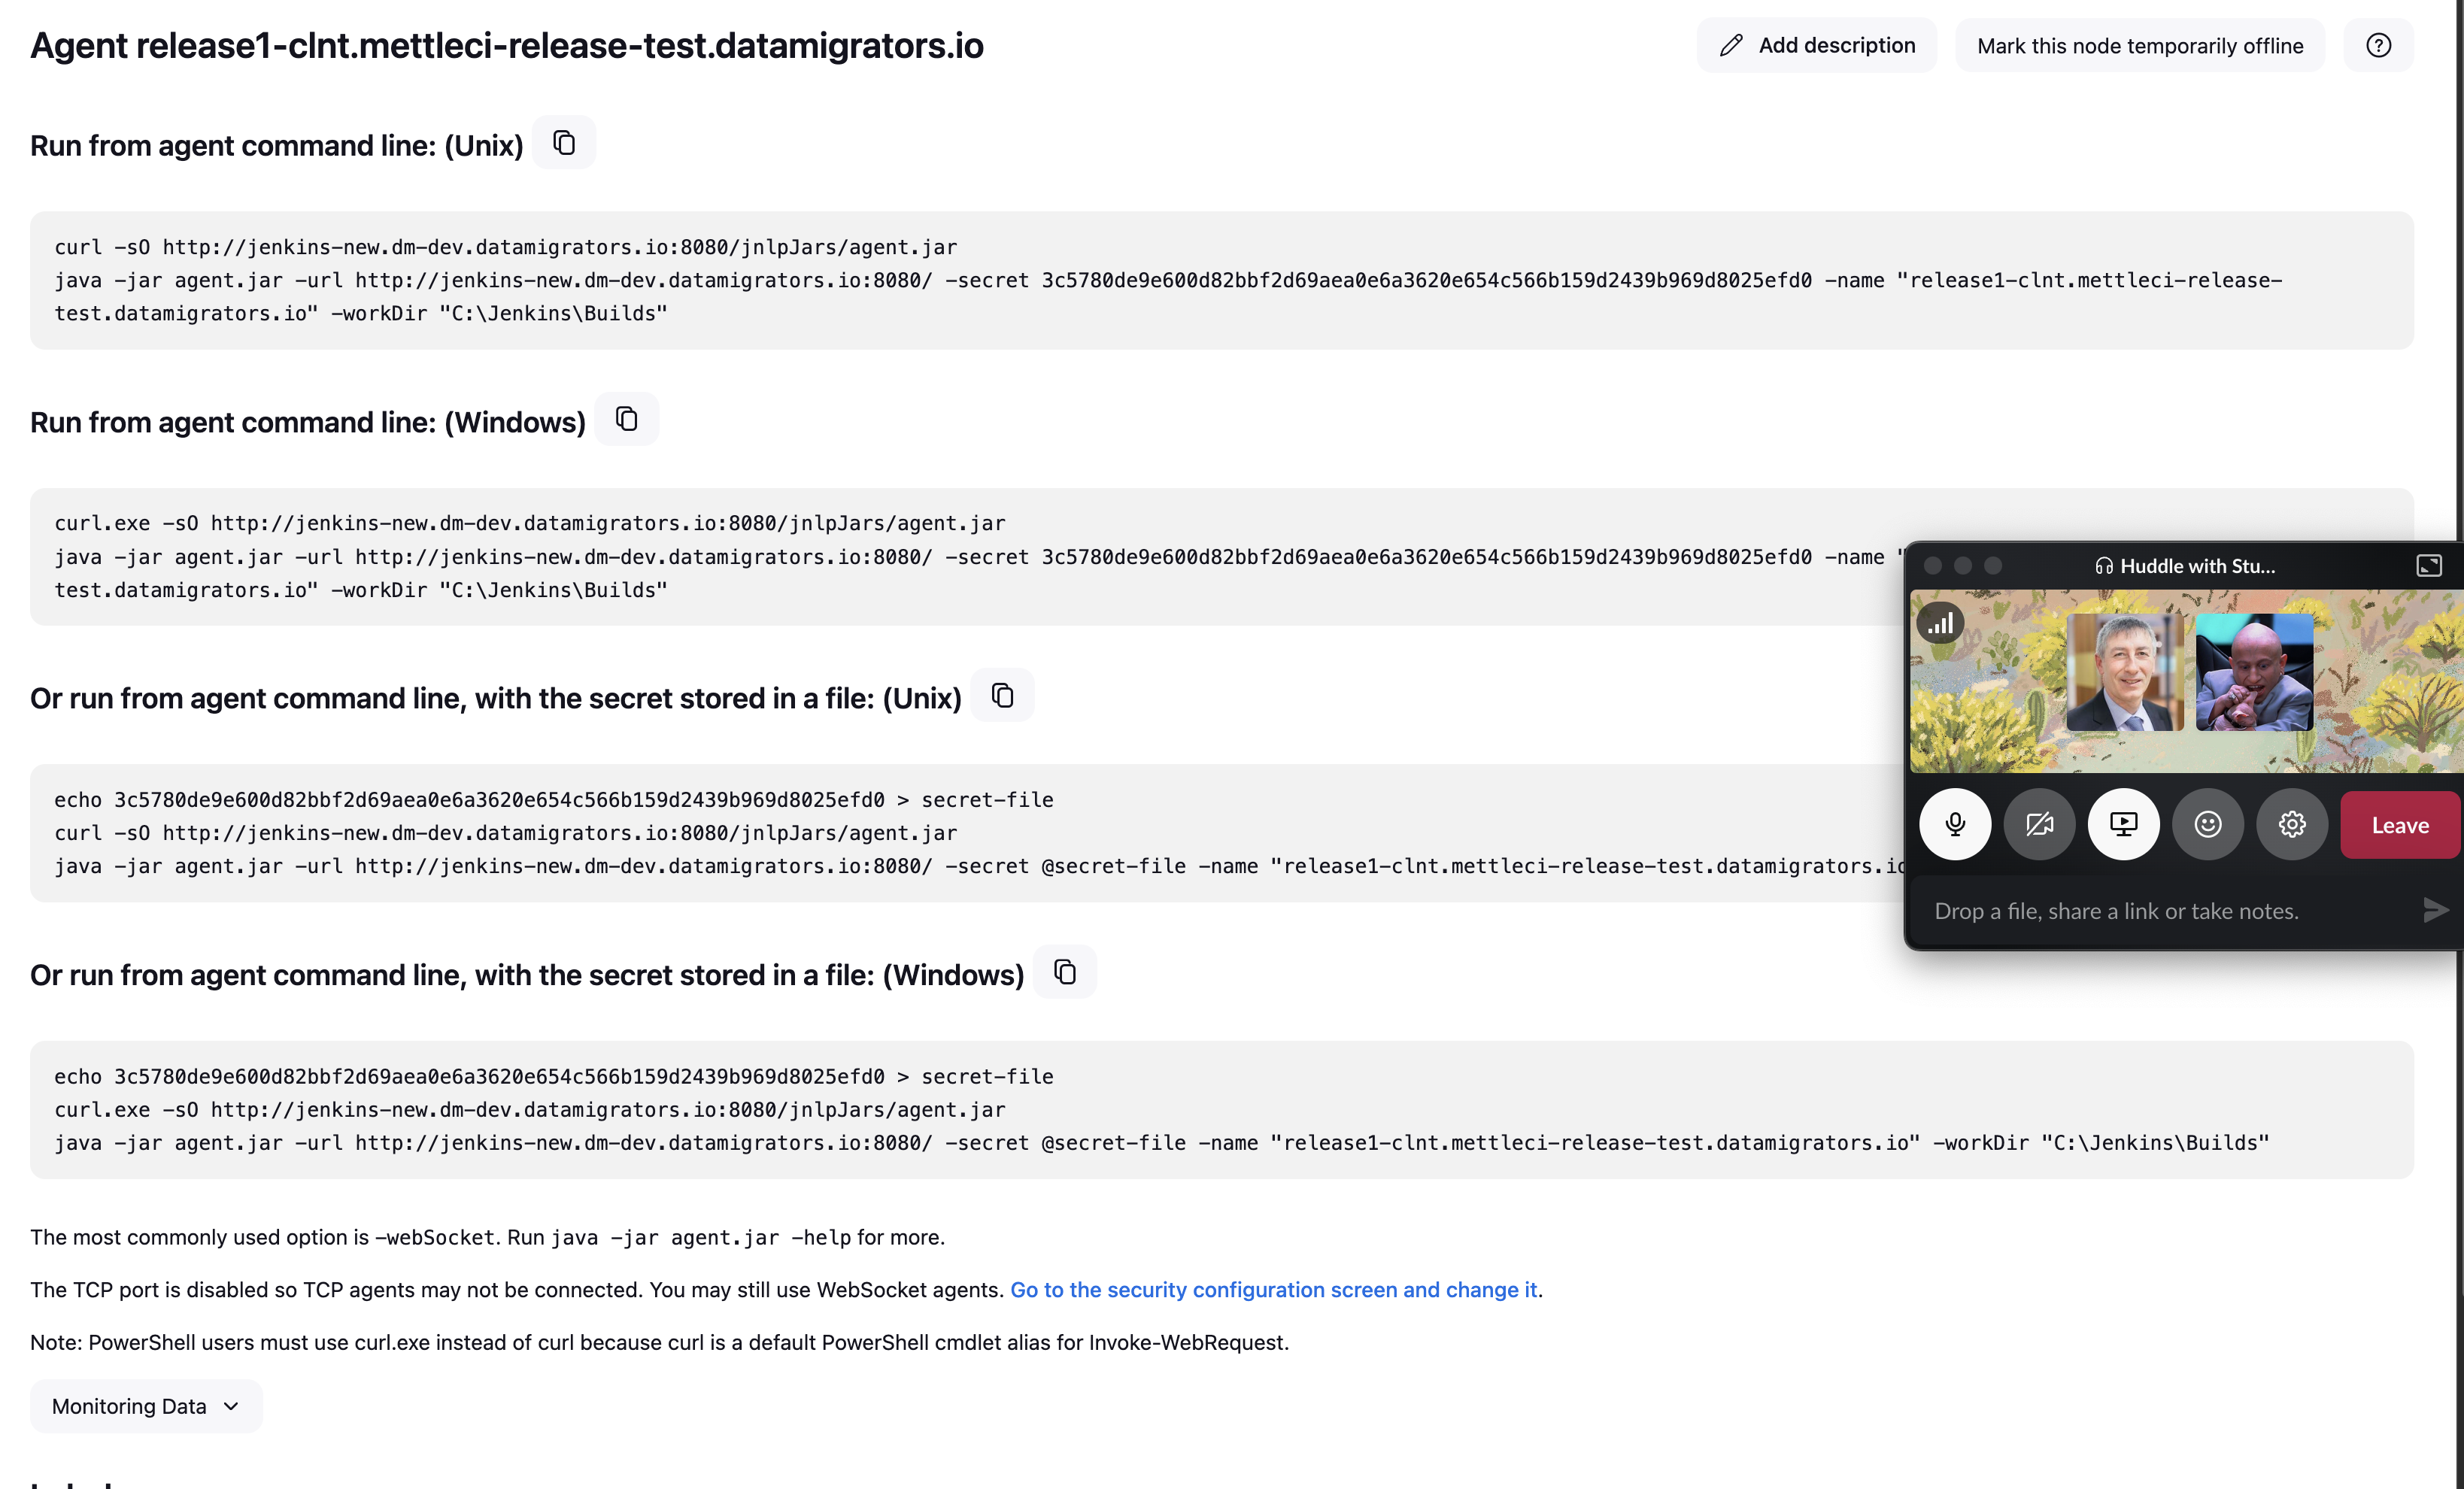 Agent release1-clnt.mettleci-release-test.datamigrators.io
Add description
Mark this node temporarily offline
Run from agent command line: (Unix)
curl -sO http://jenkins-new.dm-dev.datamigrators.io:8080/jnlpJars/agent.jar
java -jar agent.jar -url http://jenkins-new.dm-dev.datamigrators.io:8080/ -secret 3c5780de9e600d82bbf2d69aea0e6a3620e654c566b159d2439b969d8025efd0 -name "release1-clnt.mettleci-release-
test.datamigrators.io" -workDir "C:\Jenkins\Builds"
Run from agent command line: (Windows)
curl.exe -sO http://jenkins-new.dm-dev.datamigrators.io:8080/jnlpJars/agent.jar
java -jar agent.jar -url http://jenkins-new.dm-dev.datamigrators.io:8080/ -secret 3c5780de9e600d82bbf2d69aea0e6a3620e654c566b159d2439b969d8025efd0 -name "
test.datamigrators.io" -workDir "C:\Jenkins\Builds"
Huddle with Stu...
Or run from agent command line, with the secret stored in a file: (Unix)
echo 3c5780de9e600d82bbf2d69aea0e6a3620e654c566b159d2439b969d8025efd0 > secret-file
curl -sO http://jenkins-new.dm-dev.datamigrators.io:8080/jnlpJars/agent.jar
java -jar agent.jar -url http://jenkins-new.dm-dev.datamigrators.io:8080/ -secret @secret-file -name "release1-clnt.mettleci-release-test.datamigrators.io
Leave
Drop a file, share a link or take notes.
Or run from agent command line, with the secret stored in a file: (Windows)
echo 3c5780de9e600d82bbf2d69aea0e6a3620e654c566b159d2439b969d8025efd0 > secret-file
curl.exe -sO http://jenkins-new.dm-dev.datamigrators.io:8080/jnlpJars/agent.jar
java -jar agent.jar -url http://jenkins-new.dm-dev.datamigrators.io:8080/ -secret @secret-file -name "release1-clnt.mettleci-release-test.datamigrators.io" -workDir "C:\Jenkins\Builds"
The most commonly used option is -webSocket. Run java -jar agent.jar -help for more.
The TCP port is disabled so TCP agents may not be connected. You may still use WebSocket agents. Go to the security configuration screen and change it.
Note: PowerShell users must use curl.exe instead of curl because curl is a default PowerShell cmdlet alias for Invoke-WebRequest.
Monitoring Data